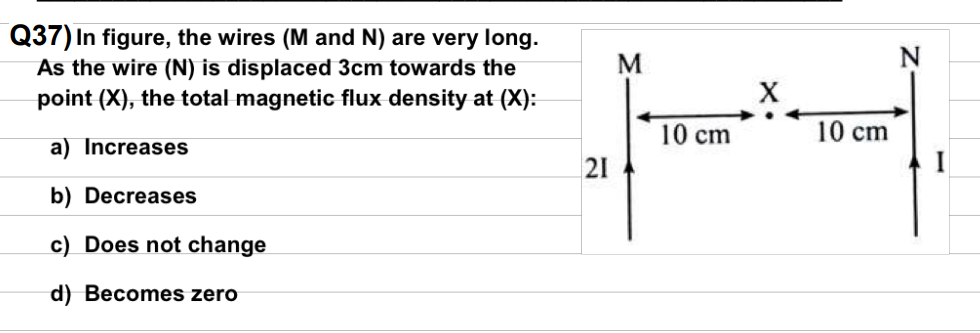 Q37) In figure, the wires (M and N) are very long.
As the wire (N) is displaced 3cm towards the
point (X), the total magnetic flux density at (X):
a) Increases
b) Decreases
c) Does not change
d) Becomes zero
M
N
X
10 cm
10 cm
2I
I